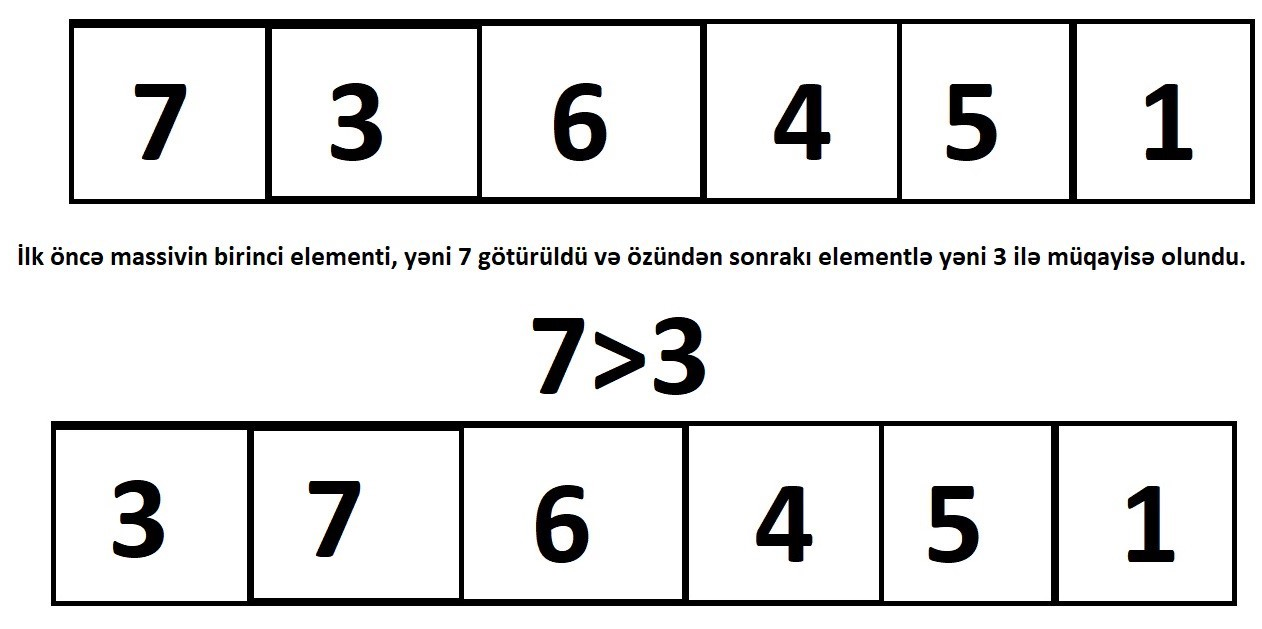 7 3 6 4 5 1
İlk öncə massivin birinci elementi, yəni 7 götürüldü və özündən sonrakı elementlə yəni 3 ilə müqayisə olundu.
7>3
3 7 6 4 5 1